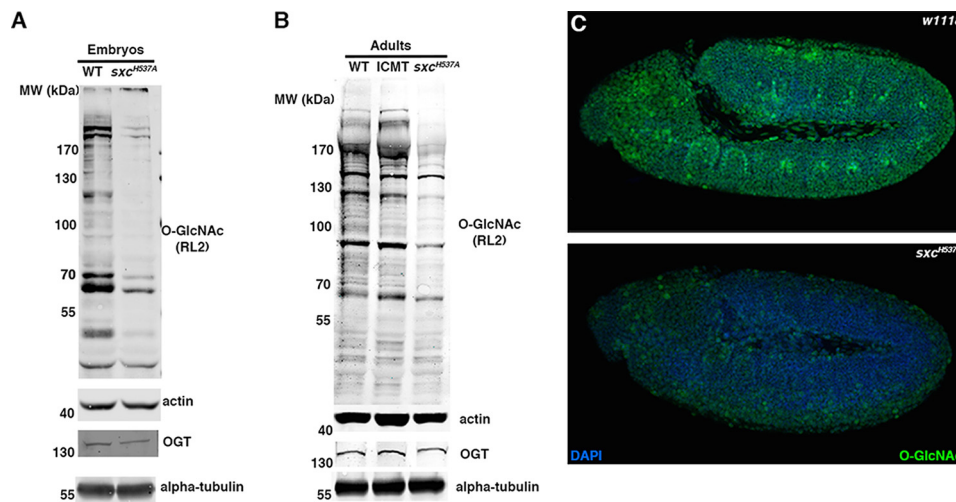 A
Embryos
WT sxcH537A
MW (kDa)
170
130
100
70
55
40
130
55
O-GlcNAc
(RL2)
actin
OGT
alpha-tubulin
B
Adults
WT ICMT sxcH537A
MW (kDa)
170
130
100
70
55
40
130
55
O-GlcNAc
(RL2)
actin
OGT
alpha-tubulin
C
w1118
sxcH537
DAPI
O-GlcNAc